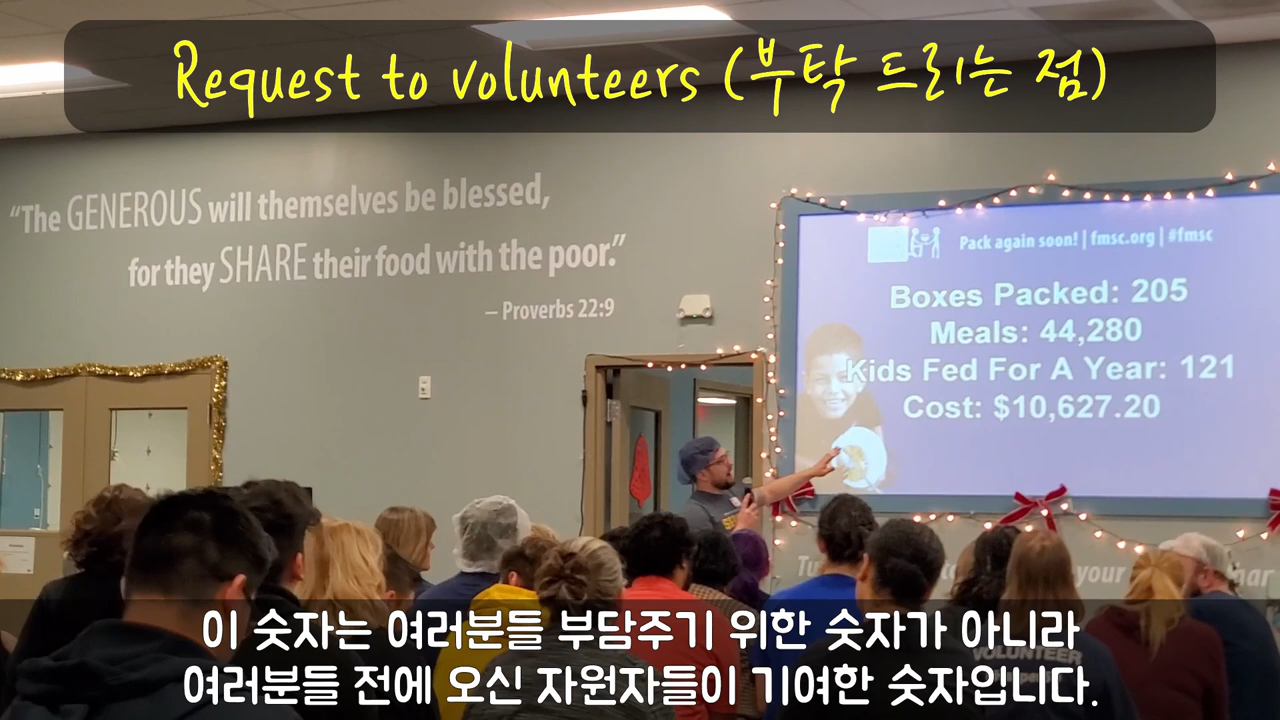 Request to volunteers (부탁 드리는 점)
“The GENEROUS will themselves be blessed,
for they SHARE their food with the poor.”
– Proverbs 22:9
Pack again soon! | fmsc.org | #fmsc
Boxes Packed: 205
Meals: 44,280
Kids Fed For A Year: 121
Cost: $10,627.20
your
VOLUNTEER
이 숫자는 여러분들 부담주기 위한 숫자가 아니라
여러분들 전에 오신 자원자들이 기여한 숫자입니다.